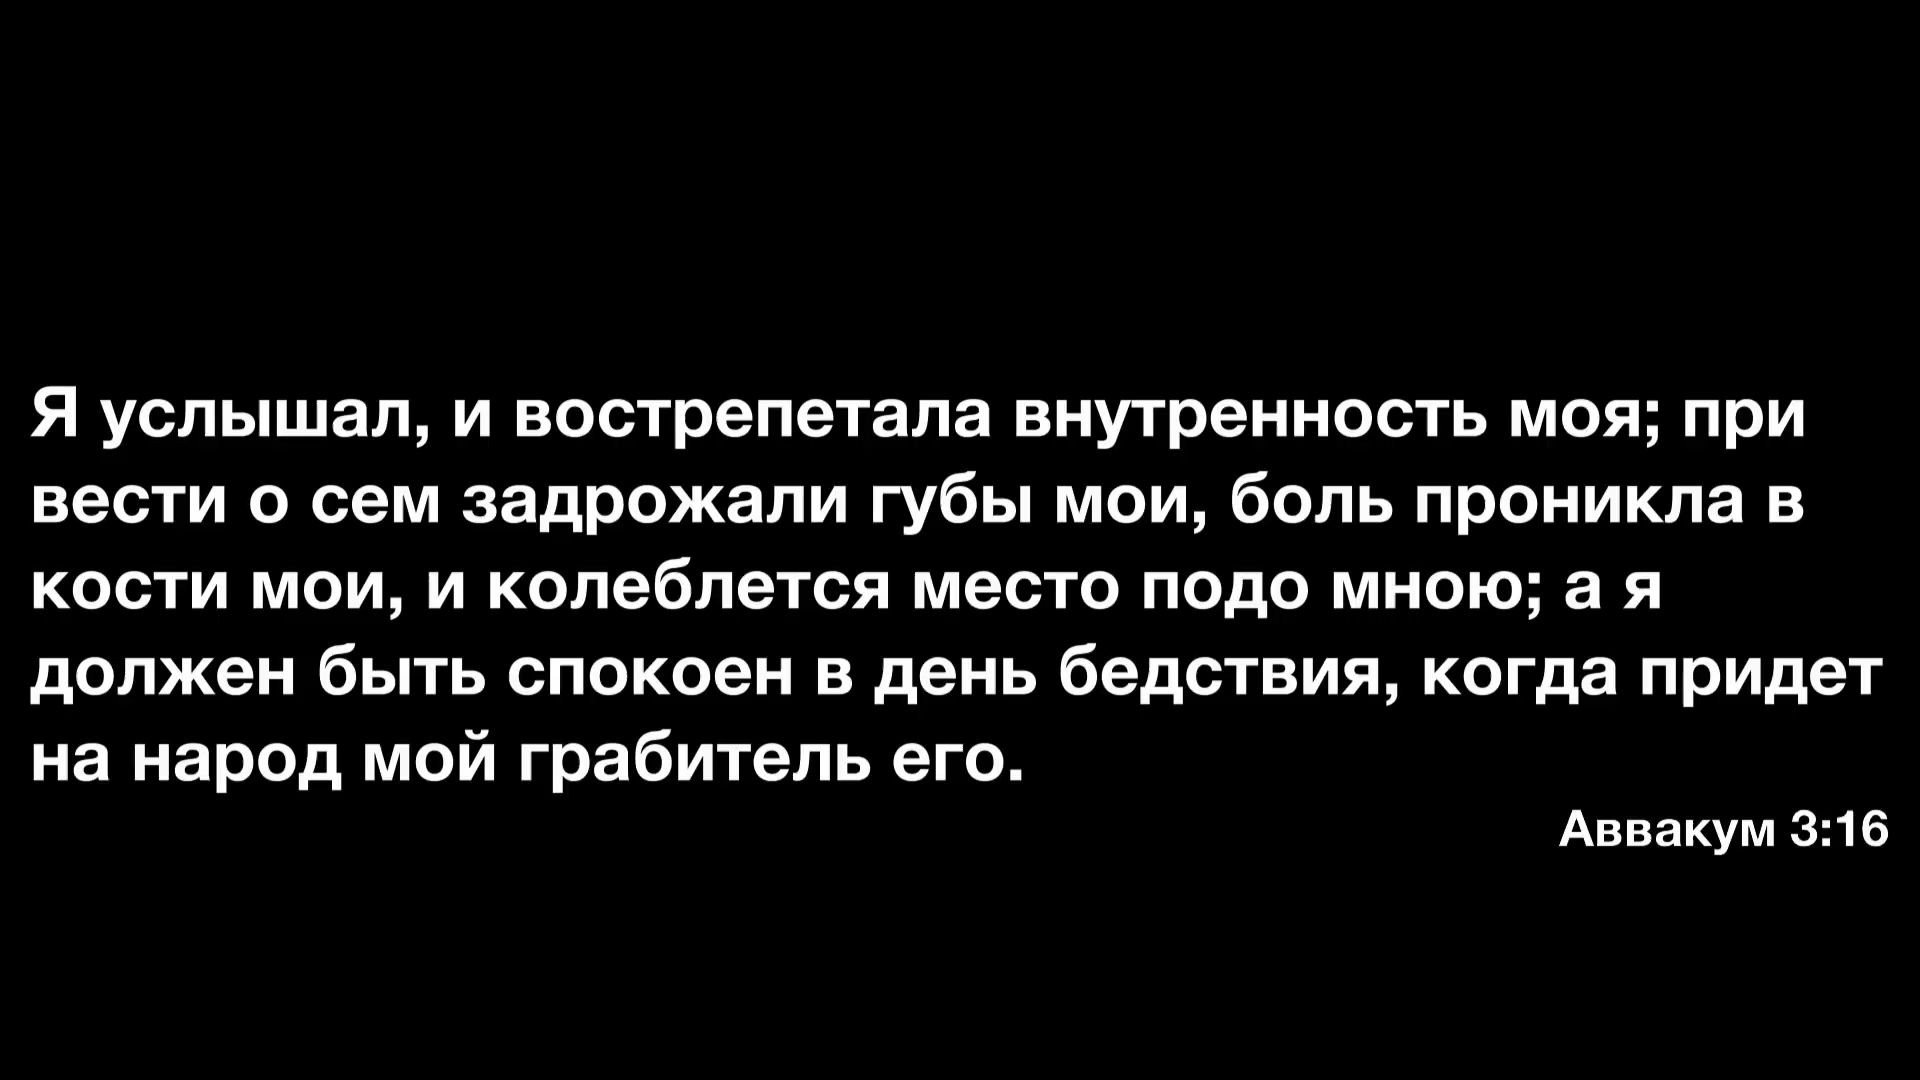 Я услышал, и вострепетала внутренность моя; при
вести о сем задрожали губы мои, боль проникла в
кости мои, и колеблется место подо мною; а я
должен быть спокоен в день бедствия, когда придет
на народ мой грабитель его.
Аввакум 3:16